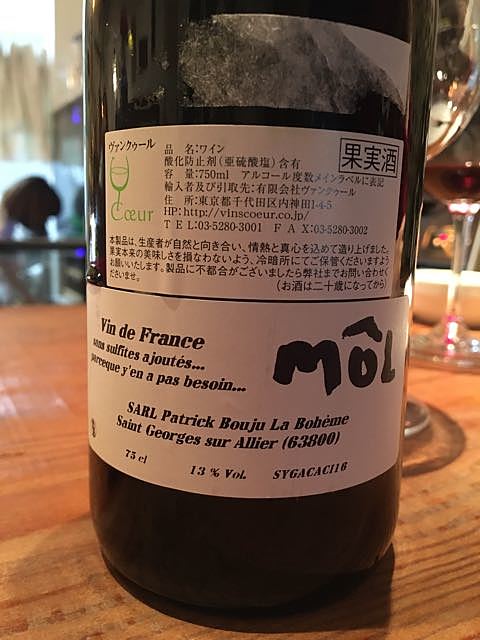 ヴァンクゥール
Cœur
品 名:ワイン
果実酒
酸化防止剤(亜硫酸塩)含有
容 量:750ml アルコール度数メインラベルに表記
輸入者及び引取先:有限会社ヴァンクゥール
住 所:東京都千代田区内神田1-4-5
HP:http://vinscoeur.co.jp/
TEL:03-5280-3001 FAX:03-5280-3002
本製品は、生産者が自然と向き合い、情熱と真心を込めて造り上げました。
果実本来の美味しさを損なわないよう、冷暗所にてご保管くださいますよう
お願いいたします。製品に不都合がございましたら弊社までお問い合わせく
ださいませ。
(お酒は二十歳になってから)
Vin de France
sans sulfites ajoutés...
parceque y'en a pas besoin...
MÔL
SARL Patrick Bouju La Bohème
Saint Georges sur Allier (63800)
75 cl 13 % Vol. SYGACACI16